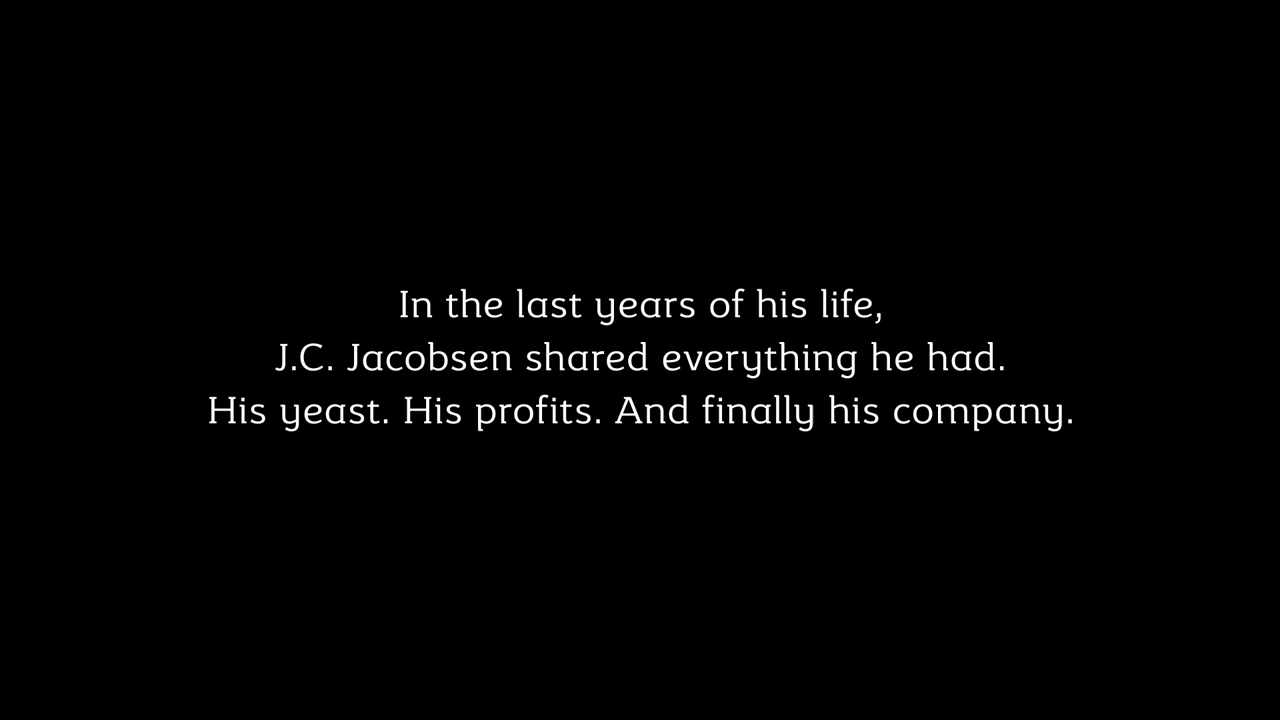 In the last years of his life,
J.C. Jacobsen shared everything he had.
His yeast. His profits. And finally his company.